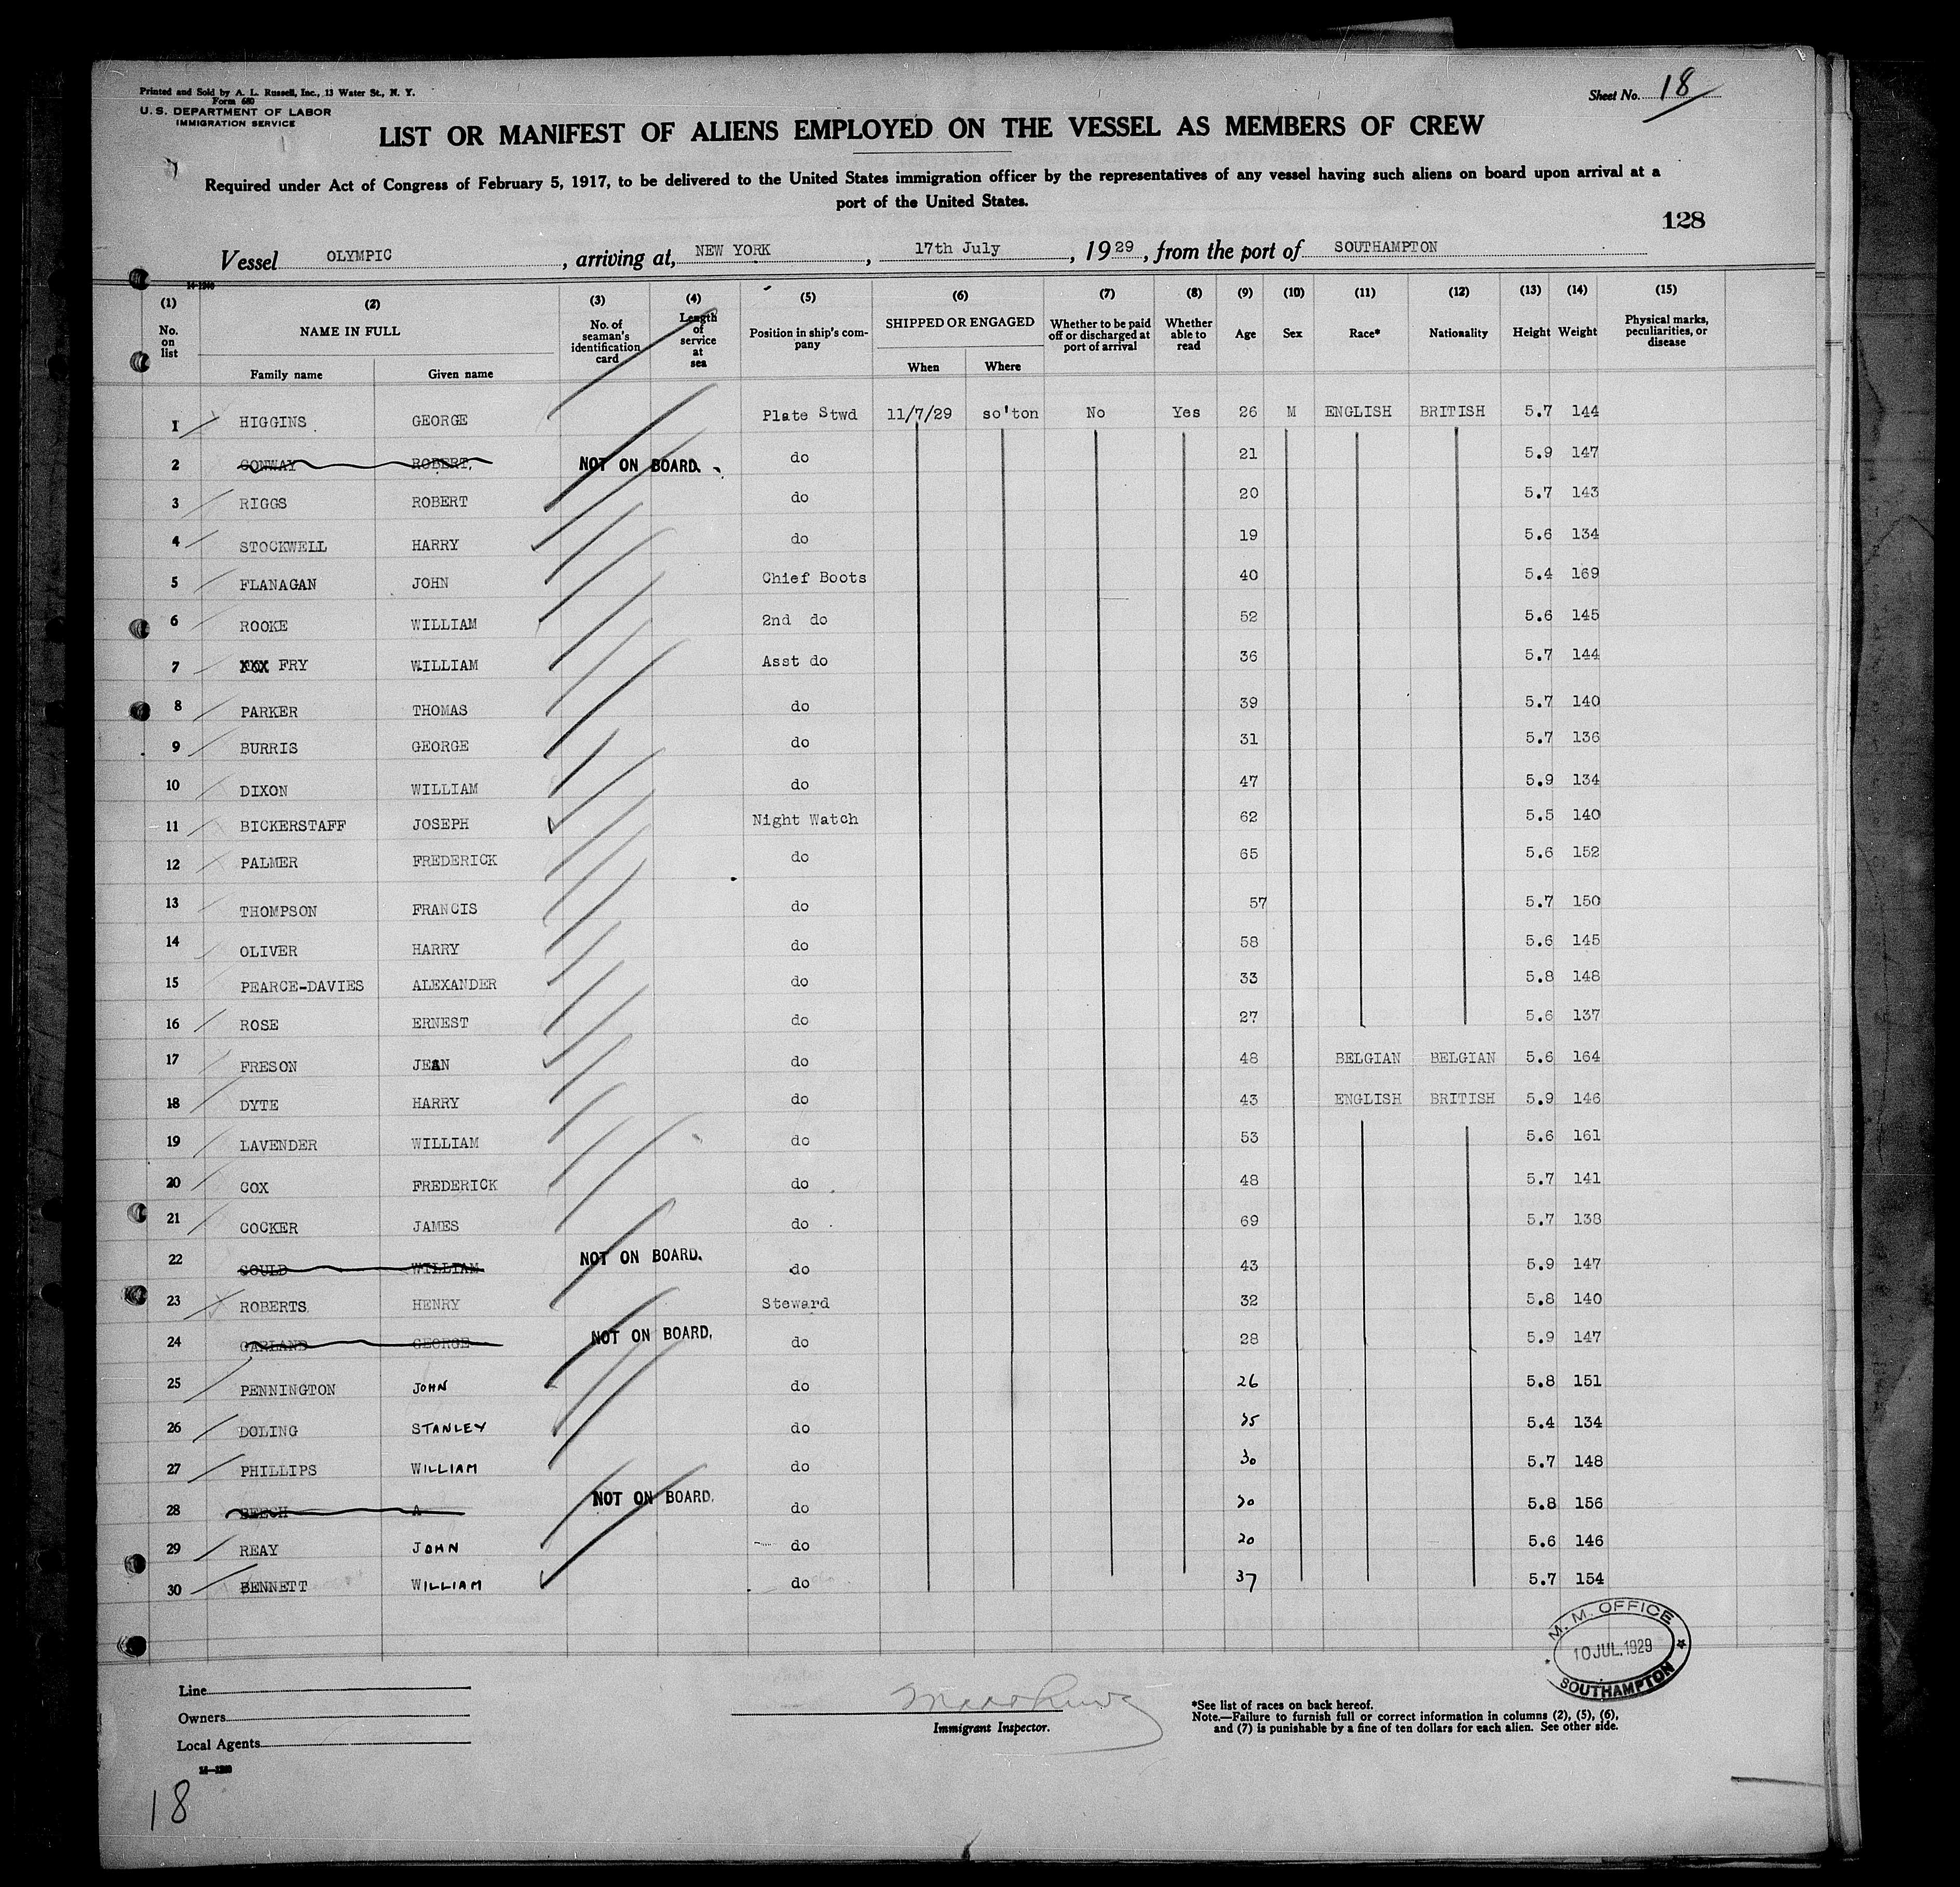 Printed and Sold by A. L. Russell, Inc., 13 Water St., N. Y.
Form 680
U. S. DEPARTMENT OF LABOR
IMMIGRATION SERVICE
Sheet No. 18
LIST OR MANIFEST OF ALIENS EMPLOYED ON THE VESSEL AS MEMBERS OF CREW
Required under Act of Congress of February 5, 1917, to be delivered to the United States immigration officer by the representatives of any vessel having such aliens on board upon arrival at a
port of the United States.
128
Vessel OLYMPIC, arriving at, NEW YORK, 17th July, 1929, from the port of SOUTHAMPTON
14-1240
(1) (2) (3) (4) (5) (6) (7) (8) (9) (10) (11) (12) (13) (14) (15)
No. on list
NAME IN FULL
Family name Given name
No. of seaman's identification card
Length of service at sea
Position in ship's company
SHIPPED OR ENGAGED
When Where
Whether to be paid off or discharged at port of arrival
Whether able to read
Age
Sex
Race*
Nationality
Height
Weight
Physical marks, peculiarities, or disease
1 HIGGINS GEORGE Plate Stwd 11/7/29 so'ton No Yes 26 M ENGLISH BRITISH 5.7 144
2 CONWAY ROBERT. NOT ON BOARD. do 21 5.9 147
3 RIGGS ROBERT do 20 5.7 143
4 STOCKWELL HARRY do 19 5.6 134
5 FLANAGAN JOHN Chief Boots 40 5.4 169
6 ROOKE WILLIAM 2nd do 52 5.6 145
7 XXX FRY WILLIAM Asst do 36 5.7 144
8 PARKER THOMAS do 39 5.7 140
9 BURRIS GEORGE do 31 5.7 136
10 DIXON WILLIAM do 47 5.9 134
11 BICKERSTAFF JOSEPH Night Watch 62 5.5 140
12 PALMER FREDERICK do 65 5.6 152
13 THOMPSON FRANCIS do 57 5.7 150
14 OLIVER HARRY do 58 5.6 145
15 PEARCE-DAVIES ALEXANDER do 33 5.8 148
16 ROSE ERNEST do 27 5.6 137
17 FRESON JEAN do 48 BELGIAN BELGIAN 5.6 164
18 DYTE HARRY do 43 ENGLISH BRITISH 5.9 146
19 LAVENDER WILLIAM do 53 5.6 161
20 COX FREDERICK do 48 5.7 141
21 COCKER JAMES do 69 5.7 138
22 GOULD WILLIAM NOT ON BOARD. do 43 5.9 147
23 ROBERTS HENRY Steward 32 5.8 140
24 GARLAND GEORGE NOT ON BOARD. do 28 5.9 147
25 PENNINGTON JOHN do 26 5.8 151
26 DOLING STANLEY do 5.4 134
27 PHILLIPS WILLIAM do 30 5.7 148
28 BEECH A NOT ON BOARD. do 5.8 156
29 REAY JOHN do 20 5.6 146
30 BENNETT WILLIAM do 37 5.7 154
M. M. OFFICE
10 JUL. 1929
SOUTHAMPTON
Line
Owners
Local Agents
Immigrant Inspector.
*See list of races on back hereof.
Note.—Failure to furnish full or correct information in columns (2), (5), (6),
and (7) is punishable by a fine of ten dollars for each alien. See other side.
18